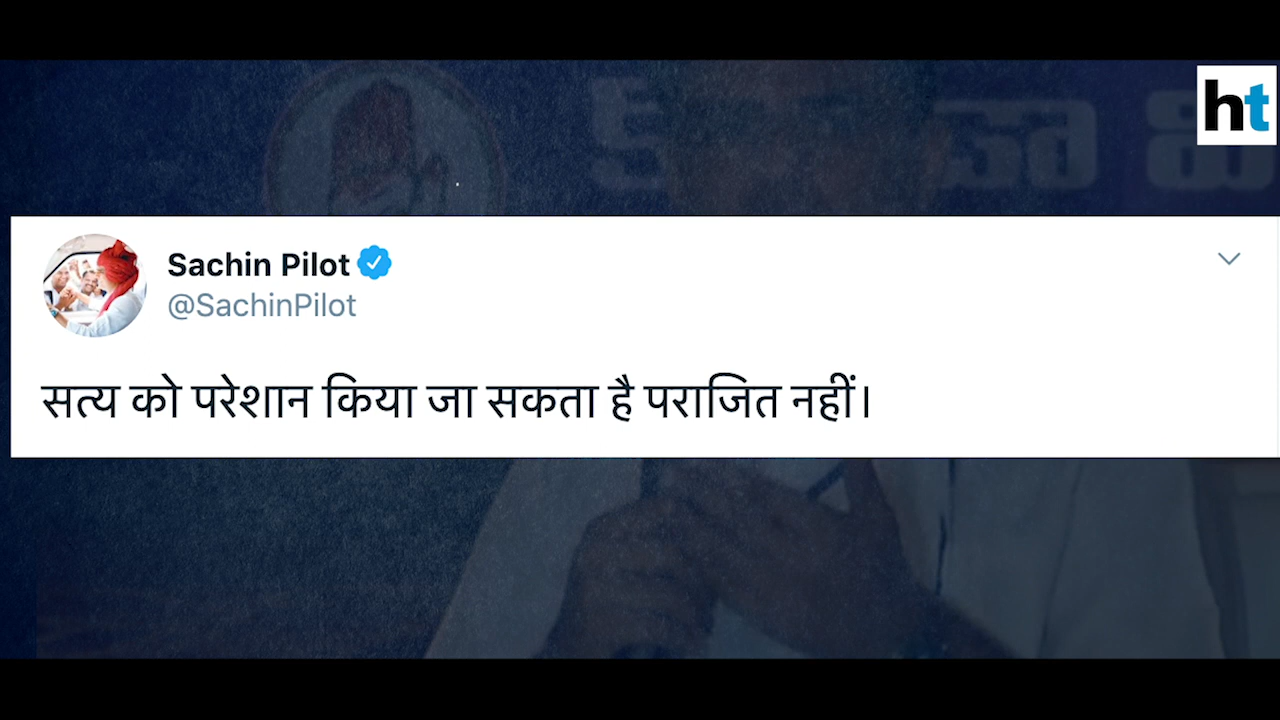 ht
Sachin Pilot
@SachinPilot
सत्य को परेशान किया जा सकता है पराजित नहीं।